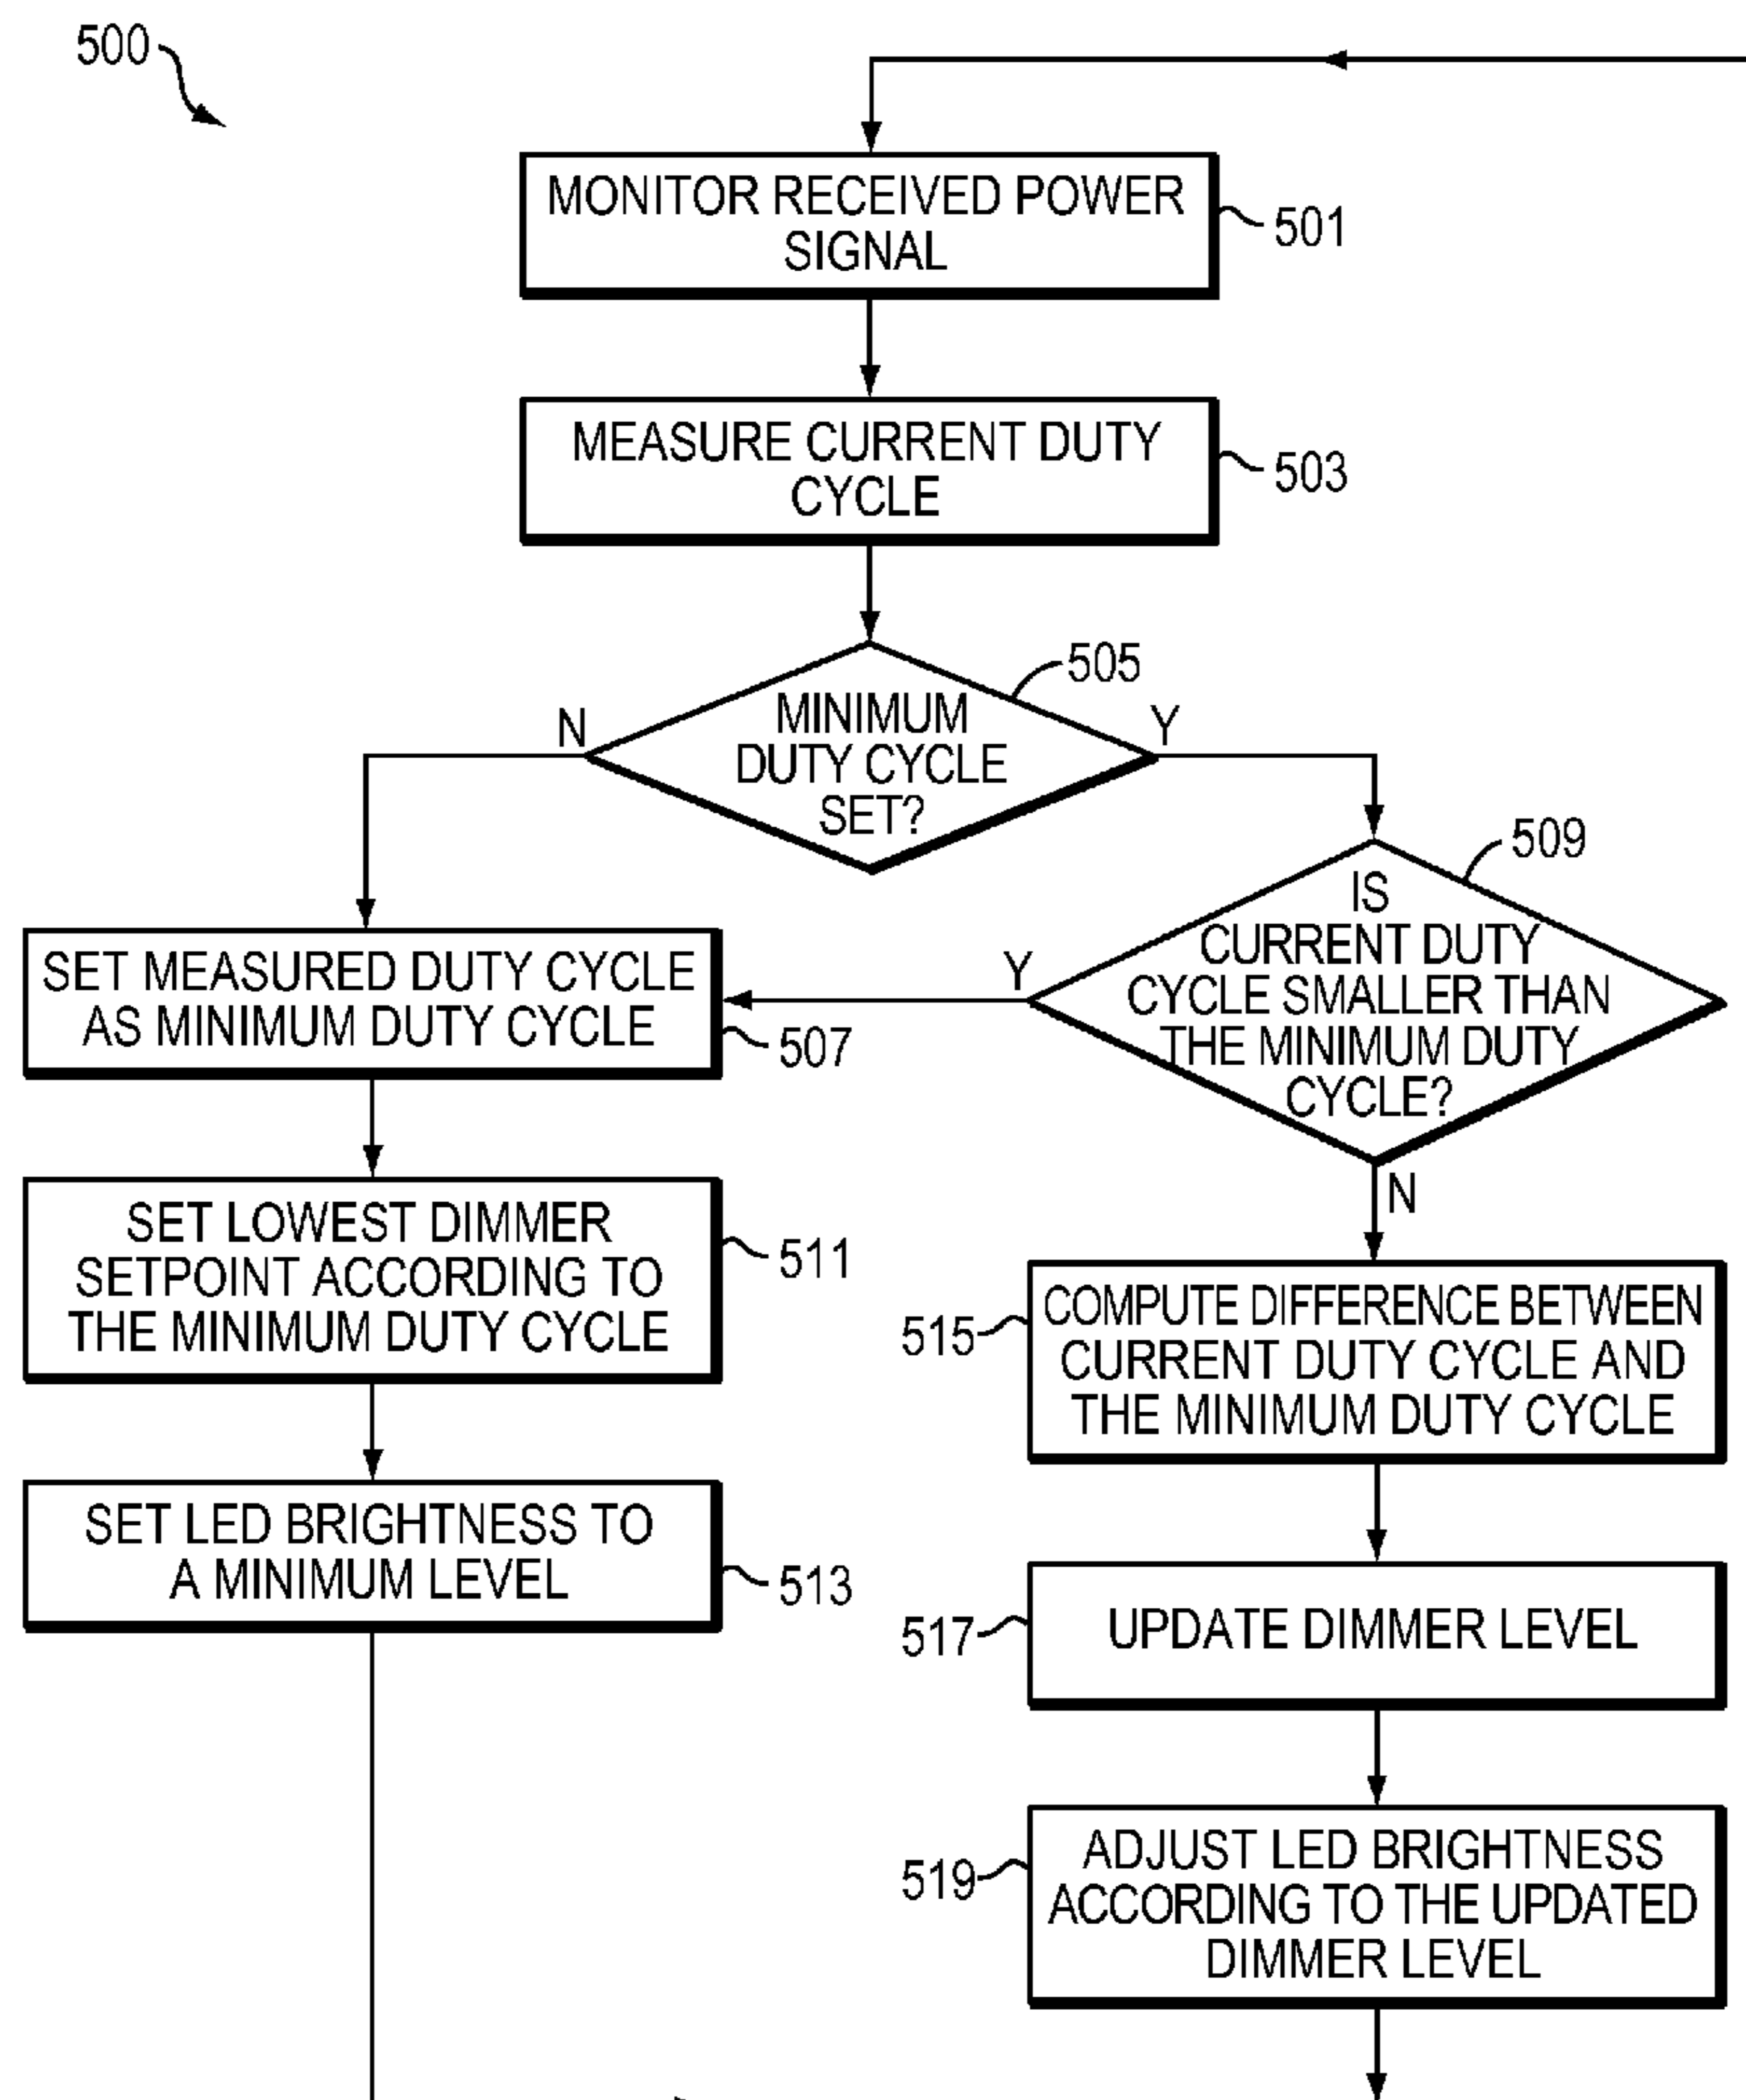 500
MONITOR RECEIVED POWER
SIGNAL
501
MEASURE CURRENT DUTY
CYCLE
503
505
MINIMUM
DUTY CYCLE
SET?
N
Y
509
IS
CURRENT DUTY
CYCLE SMALLER THAN
THE MINIMUM DUTY
CYCLE?
Y
N
SET MEASURED DUTY CYCLE
AS MINIMUM DUTY CYCLE
507
SET LOWEST DIMMER
SETPOINT ACCORDING TO
THE MINIMUM DUTY CYCLE
511
SET LED BRIGHTNESS TO
A MINIMUM LEVEL
513
515
COMPUTE DIFFERENCE BETWEEN
CURRENT DUTY CYCLE AND
THE MINIMUM DUTY CYCLE
517
UPDATE DIMMER LEVEL
519
ADJUST LED BRIGHTNESS
ACCORDING TO THE UPDATED
DIMMER LEVEL